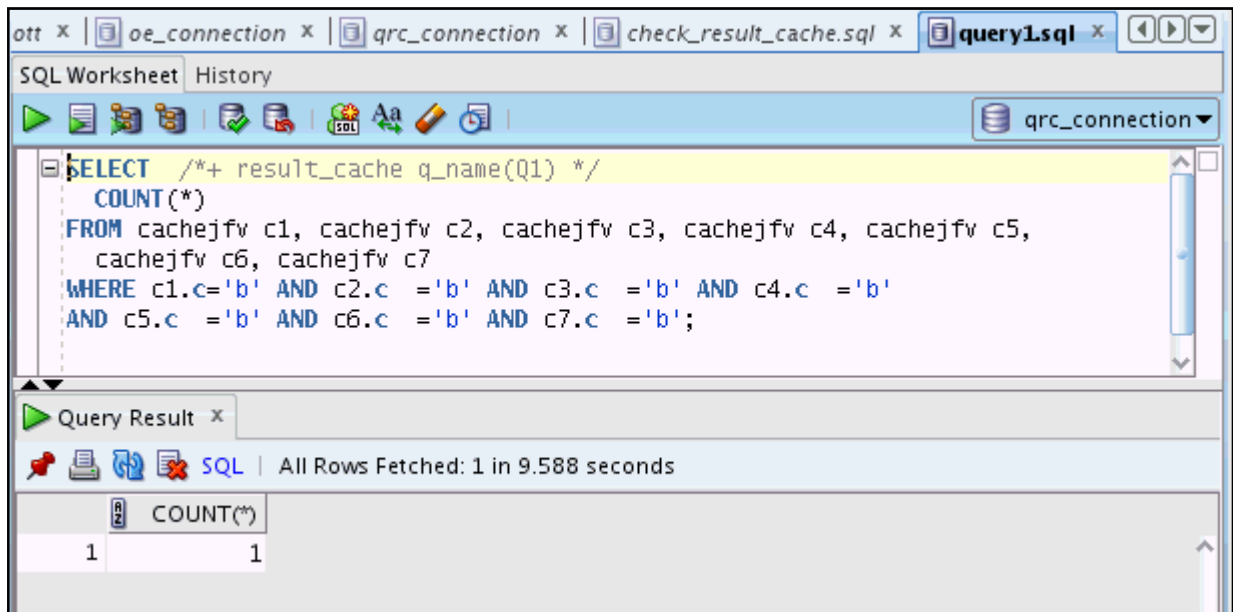 ott x oe_connection x qrc_connection x check_result_cache.sql x query1.sql x
SQL Worksheet History
qrc_connection
SELECT /*+ result_cache q_name(Q1) */
COUNT(*)
FROM cachejfv c1, cachejfv c2, cachejfv c3, cachejfv c4, cachejfv c5,
cachejfv c6, cachejfv c7
WHERE c1.c='b' AND c2.c ='b' AND c3.c ='b' AND c4.c ='b'
AND c5.c ='b' AND c6.c ='b' AND c7.c ='b';
Query Result x
SQL | All Rows Fetched: 1 in 9.588 seconds
COUNT(*)
1 1